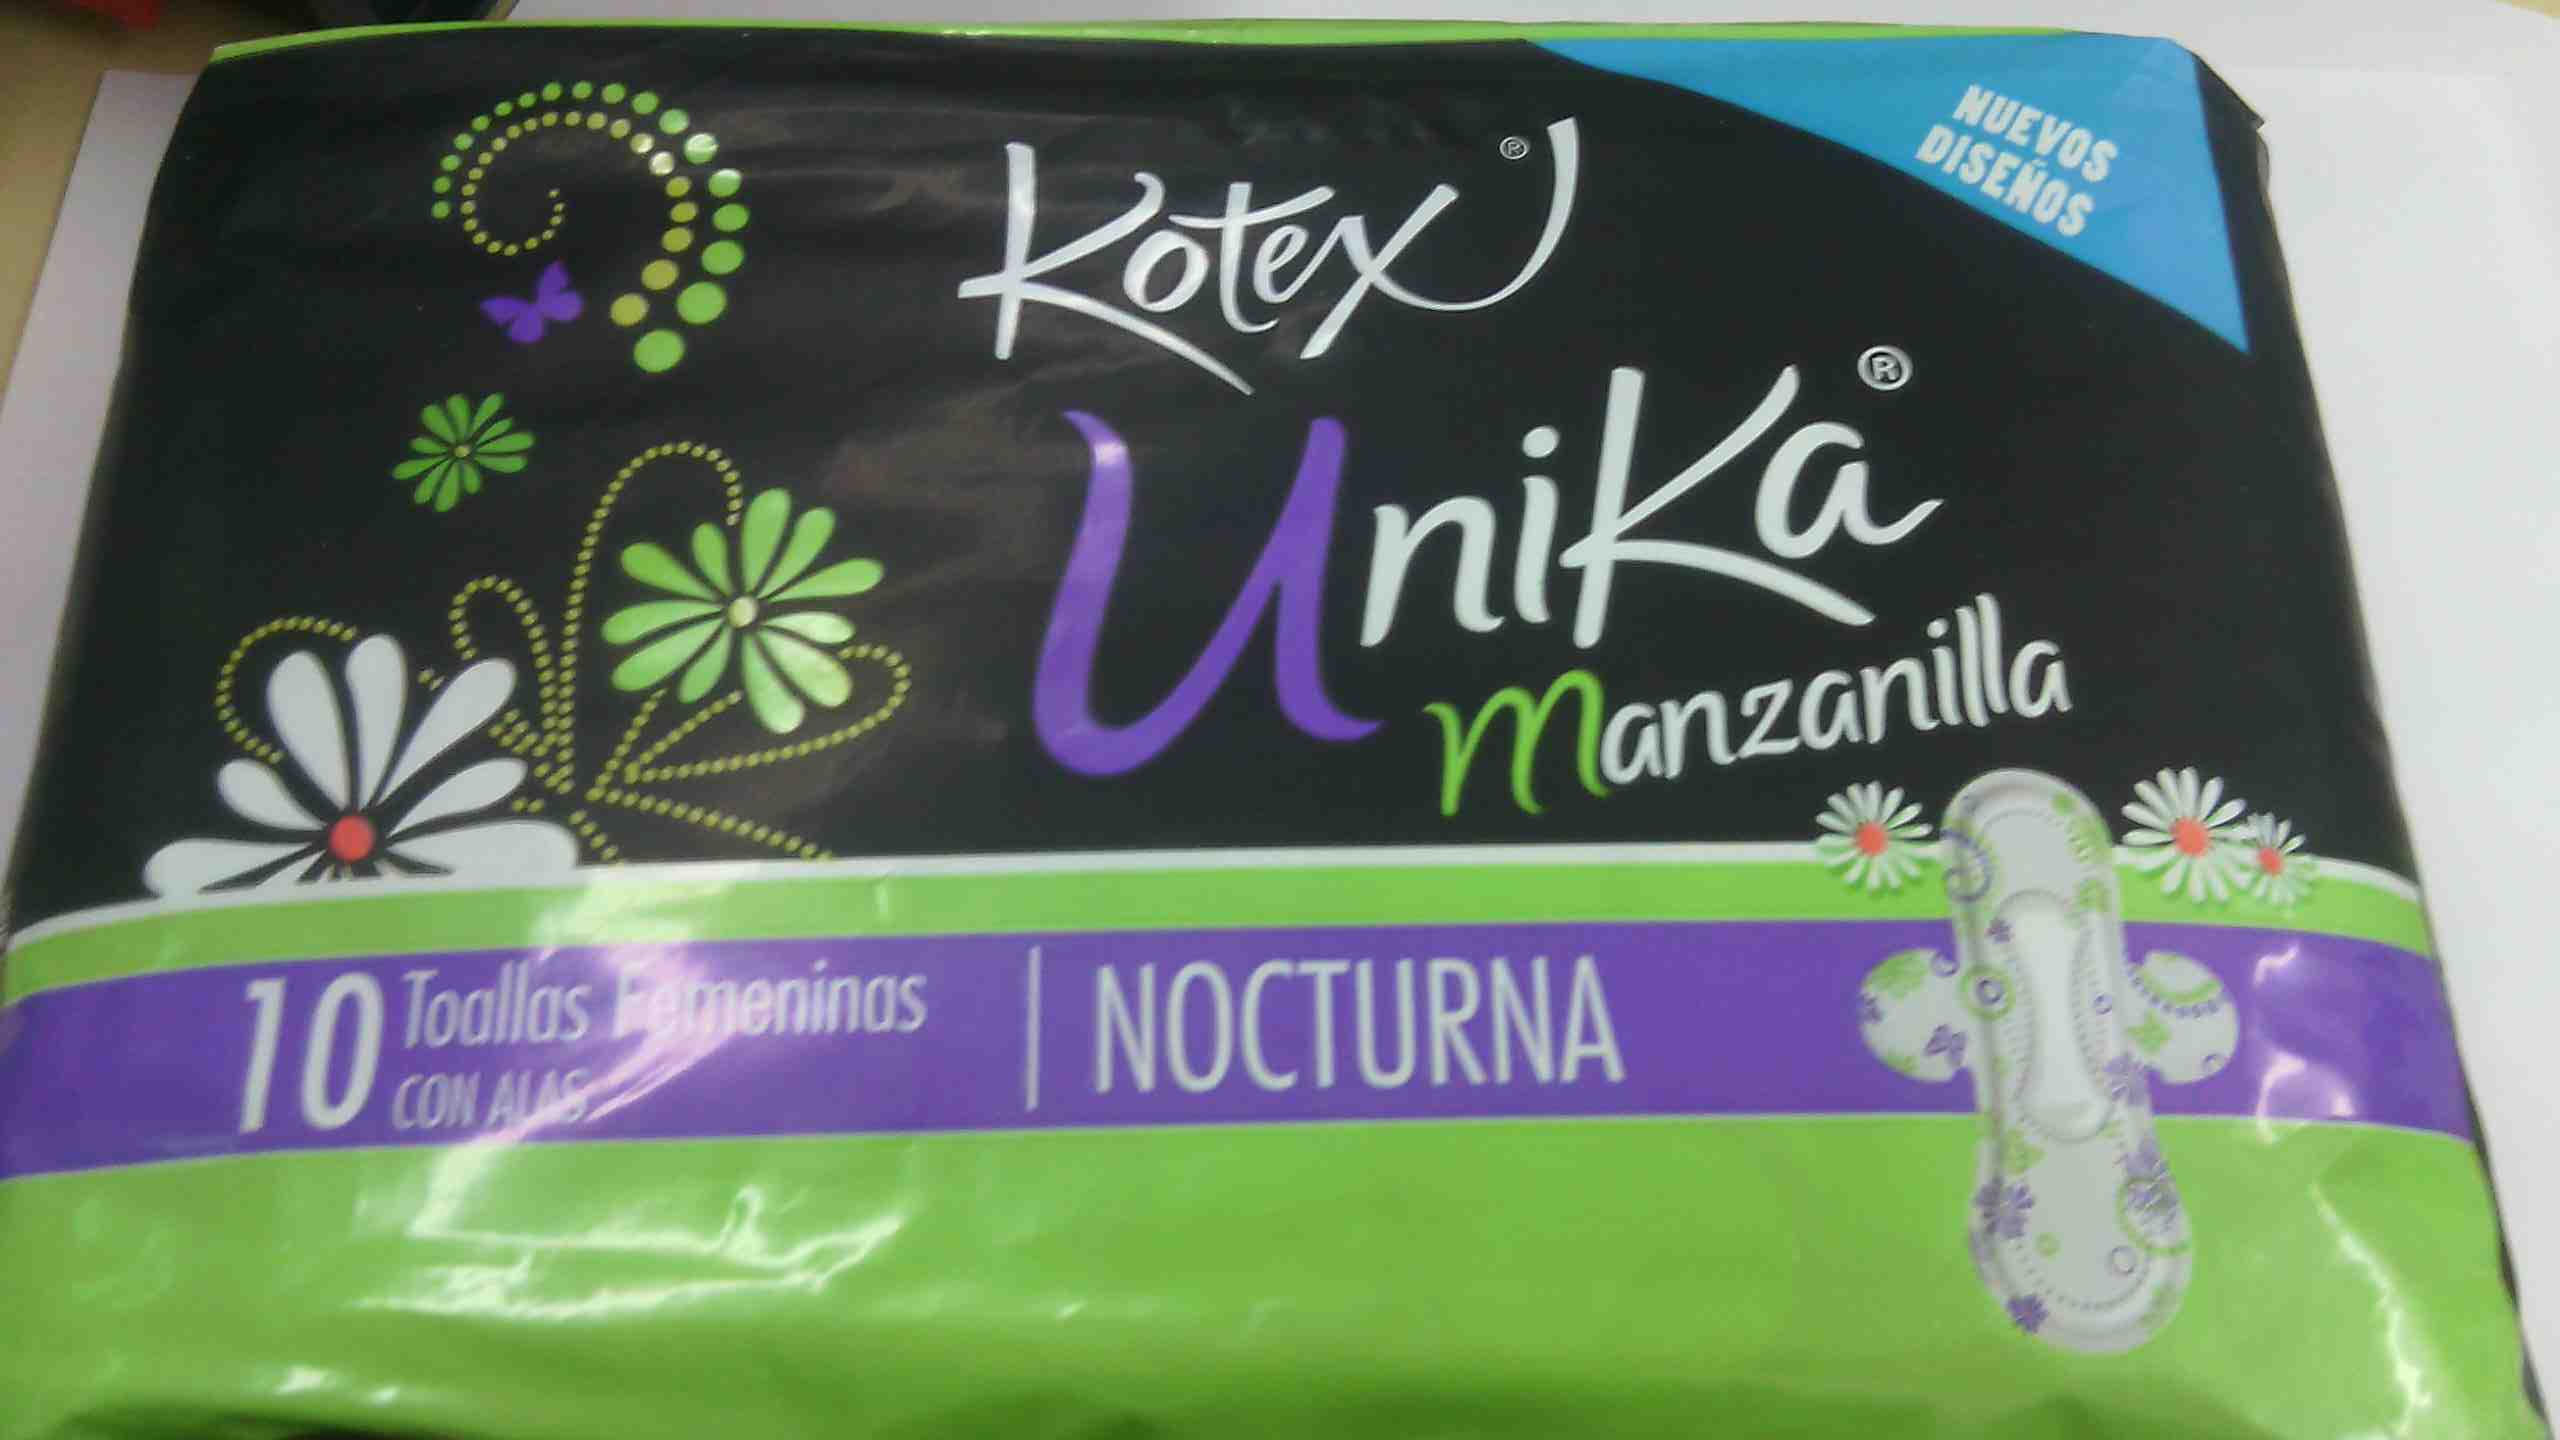 Kotex®
NUEVOS
DISEÑOS
Unika®
Manzanilla
10 Toallas Femeninas
CON ALAS
NOCTURNA